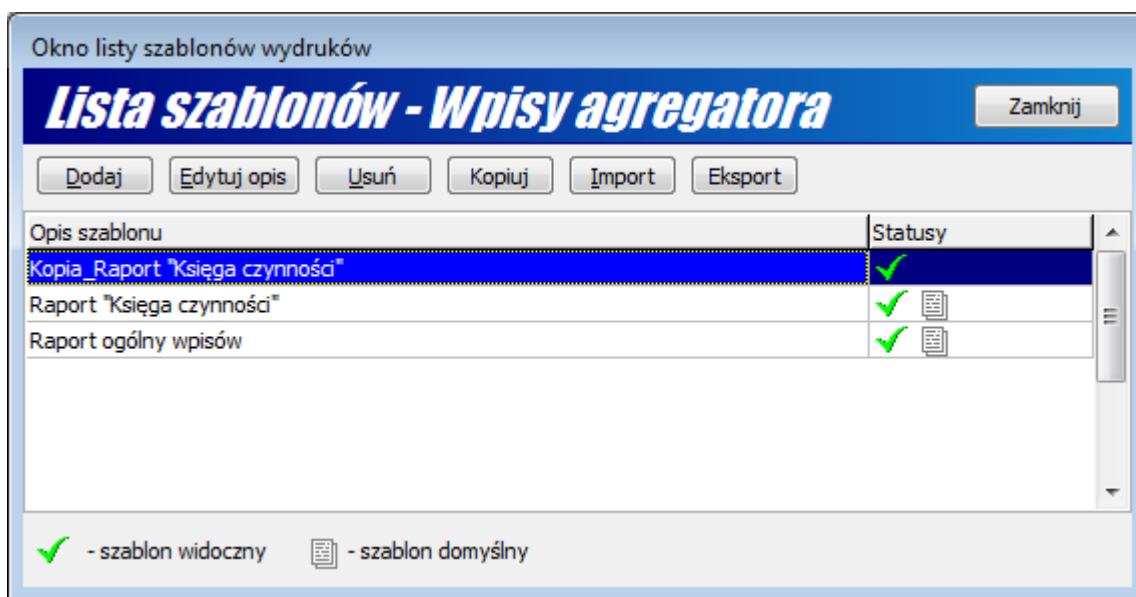 Okno listy szablonów wydruków
Lista szablonów - Wpisy agregatora
Zamknij
Dodaj Edytuj opis Usuń Kopiuj Import Eksport
Opis szablonu Statusy
Kopia_Raport "Księga czynności"
Raport "Księga czynności"
Raport ogólny wpisów
- szablon widoczny - szablon domyślny